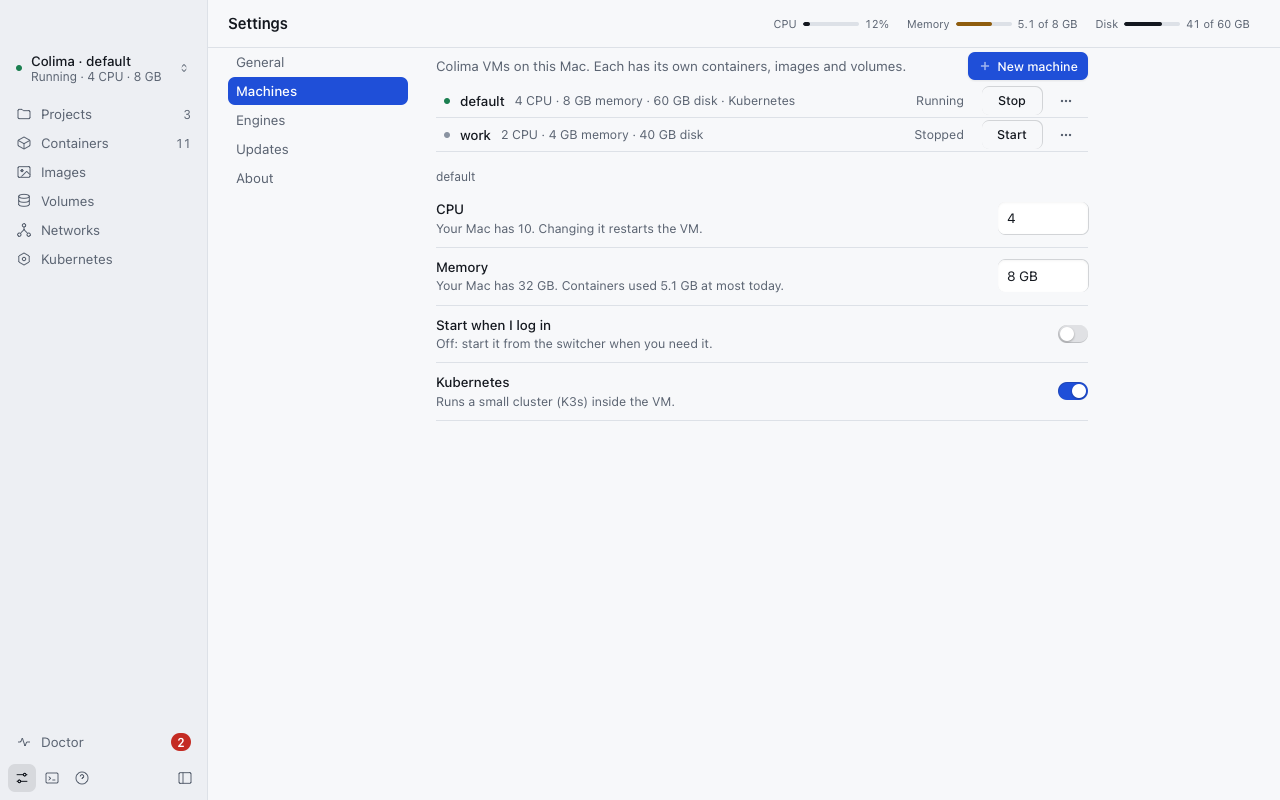 Settings
CPU 12% Memory 5.1 of 8 GB Disk 41 of 60 GB
Colima · default
Running · 4 CPU · 8 GB
Projects 3
Containers 11
Images
Volumes
Networks
Kubernetes
Doctor 2
General
Machines
Engines
Updates
About
Colima VMs on this Mac. Each has its own containers, images and volumes.
New machine
default 4 CPU · 8 GB memory · 60 GB disk · Kubernetes Running Stop
work 2 CPU · 4 GB memory · 40 GB disk Stopped Start
default
CPU
Your Mac has 10. Changing it restarts the VM.
4
Memory
Your Mac has 32 GB. Containers used 5.1 GB at most today.
8 GB
Start when I log in
Off: start it from the switcher when you need it.
Kubernetes
Runs a small cluster (K3s) inside the VM.